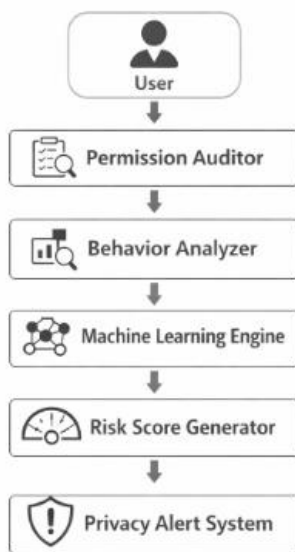 User
Permission Auditor
Behavior Analyzer
Machine Learning Engine
Risk Score Generator
Privacy Alert System